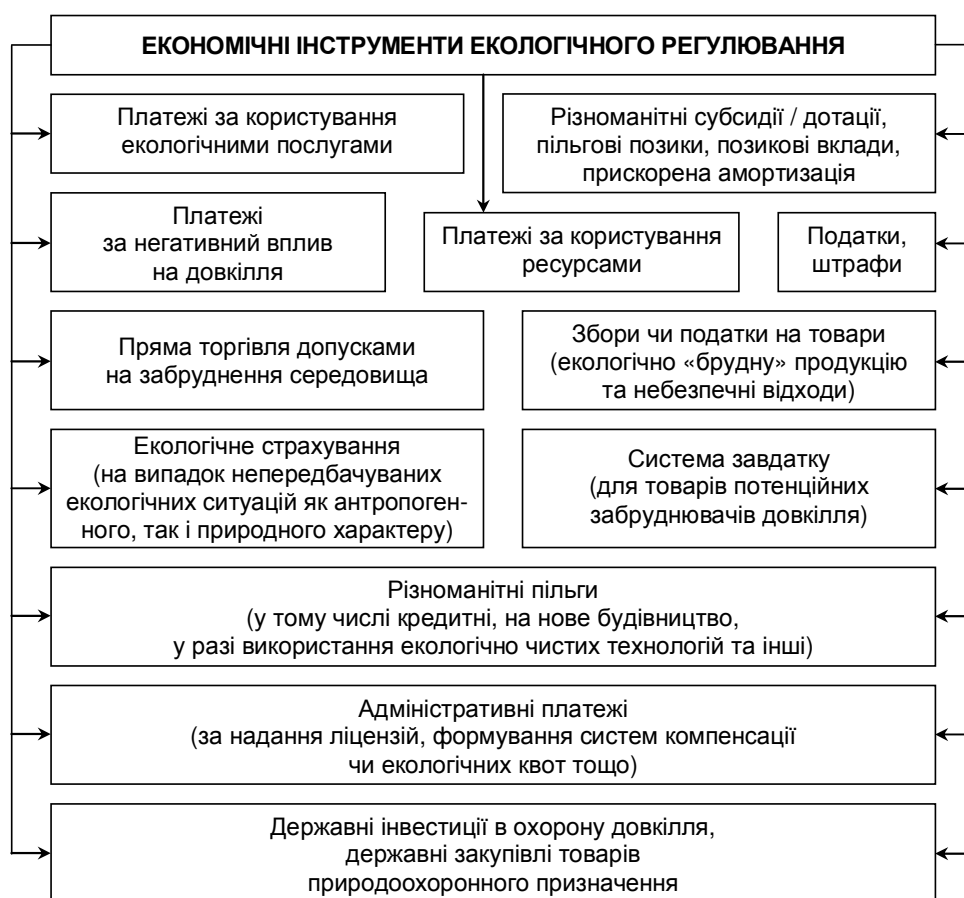 ЕКОНОМІЧНІ ІНСТРУМЕНТИ ЕКОЛОГІЧНОГО РЕГУЛЮВАННЯ
Платежі за користування
екологічними послугами
Різноманітні субсидії / дотації,
пільгові позики, позикові вклади,
прискорена амортизація
Платежі
за негативний вплив
на довкілля
Платежі за користування
ресурсами
Податки,
штрафи
Пряма торгівля допусками
на забруднення середовища
Збори чи податки на товари
(екологічно «брудну» продукцію
та небезпечні відходи)
Екологічне страхування
(на випадок непередбачуваних
екологічних ситуацій як антропоген-
ного, так і природного характеру)
Система завдатку
(для товарів потенційних
забруднювачів довкілля)
Різноманітні пільги
(у тому числі кредитні, на нове будівництво,
у разі використання екологічно чистих технологій та інші)
Адміністративні платежі
(за надання ліцензій, формування систем компенсації
чи екологічних квот тощо)
Державні інвестиції в охорону довкілля,
державні закупівлі товарів
природоохоронного призначення